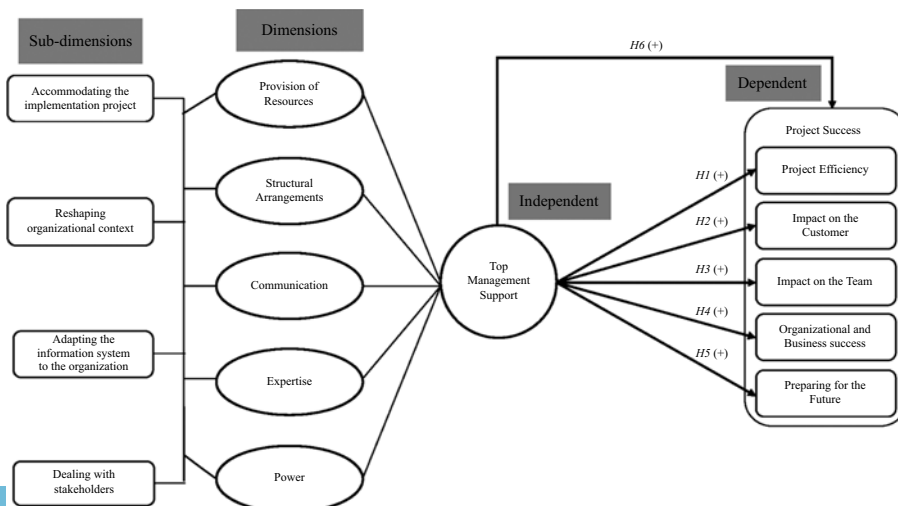 Sub-dimensions
Accommodating the
implementation project
Reshaping
organizational context
Adapting the
information system
to the organization
Dealing with
stakeholders
Dimensions
Provision of
Resources
Structural
Arrangements
Communication
Expertise
Power
Independent
Top
Management
Support
H6 (+)
H1 (+)
H2 (+)
H3 (+)
H4 (+)
H5 (+)
Dependent
Project Success
Project Efficiency
Impact on the
Customer
Impact on the Team
Organizational and
Business success
Preparing for the
Future